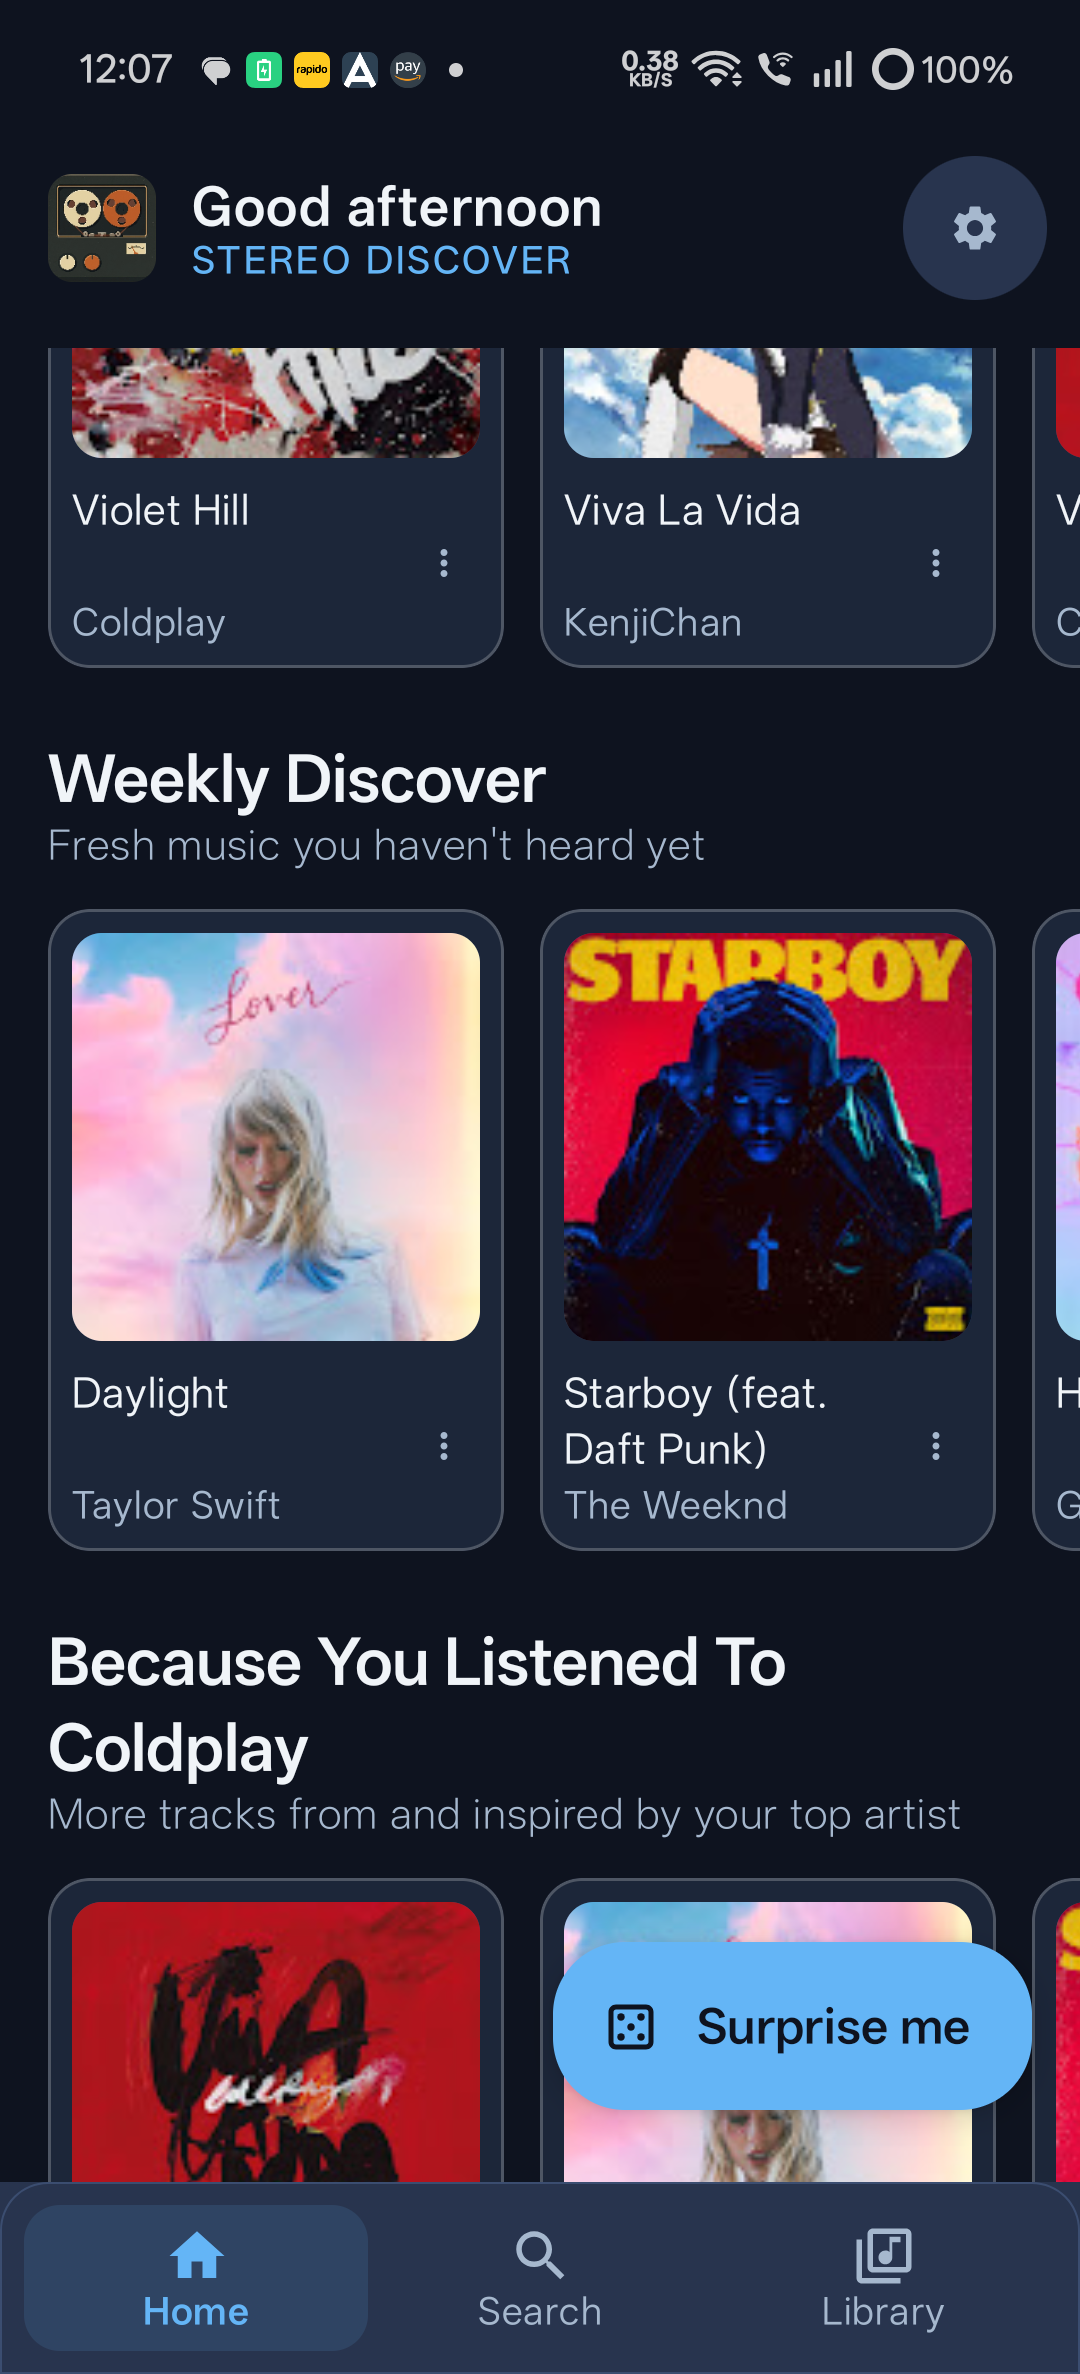 12:07
rapido
pay
0.38
KB/S
100%
Good afternoon
STEREO DISCOVER
Violet Hill
Coldplay
Viva La Vida
KenjiChan
V
C
Weekly Discover
Fresh music you haven't heard yet
Lover
STARBOY
Daylight
Taylor Swift
Starboy (feat.
Daft Punk)
The Weeknd
H
G
Because You Listened To
Coldplay
More tracks from and inspired by your top artist
Surprise me
Home
Search
Library